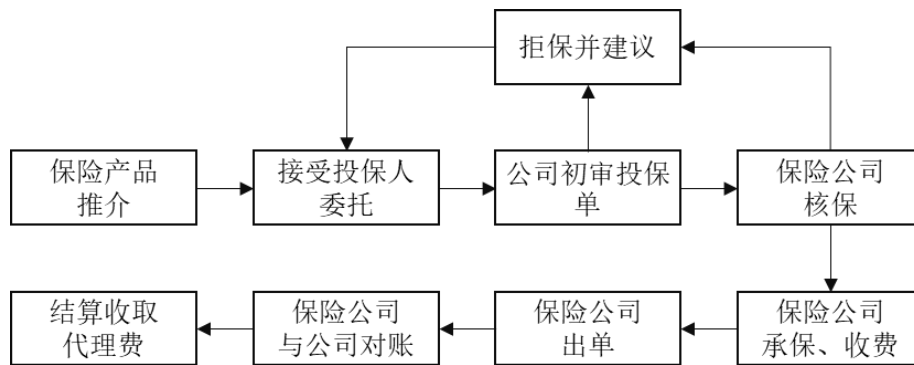 拒保并建议
保险产品
推介
接受投保人
委托
公司初审投保
单
保险公司
核保
结算收取
代理费
保险公司
与公司对账
保险公司
出单
保险公司
承保、收费